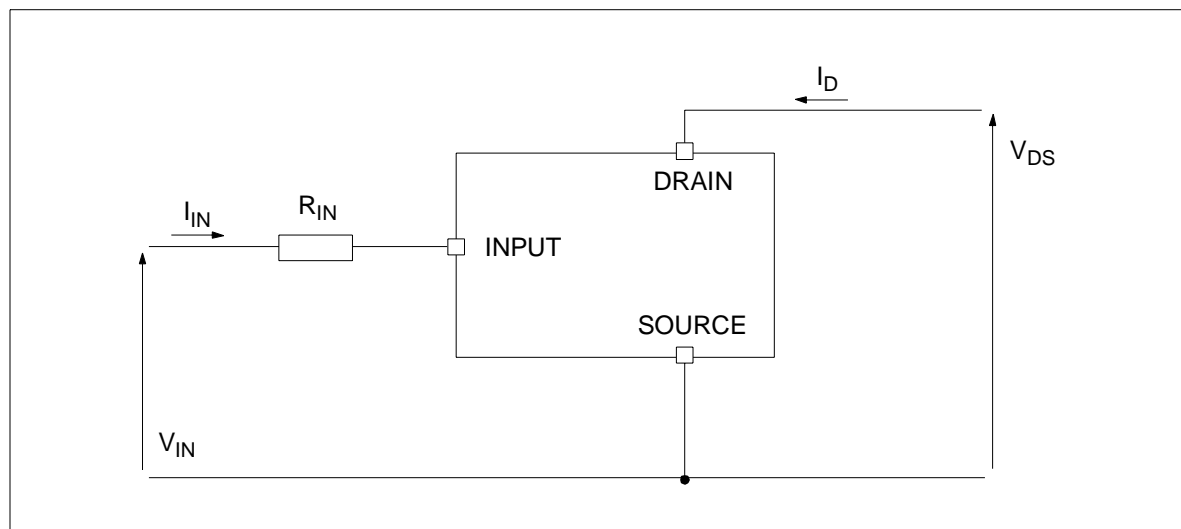 I_D
V_DS
DRAIN
I_IN
R_IN
INPUT
SOURCE
V_IN